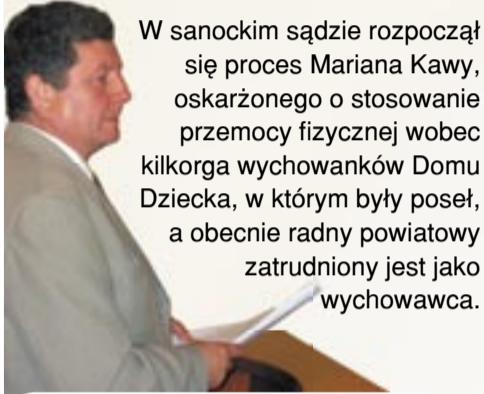 W sanockim sądzie rozpoczął
się proces Mariana Kawy,
oskarżonego o stosowanie
przemocy fizycznej wobec
kilkorga wychowanków Domu
Dziecka, w którym były poseł,
a obecnie radny powiatowy
zatrudniony jest jako
wychowawca.